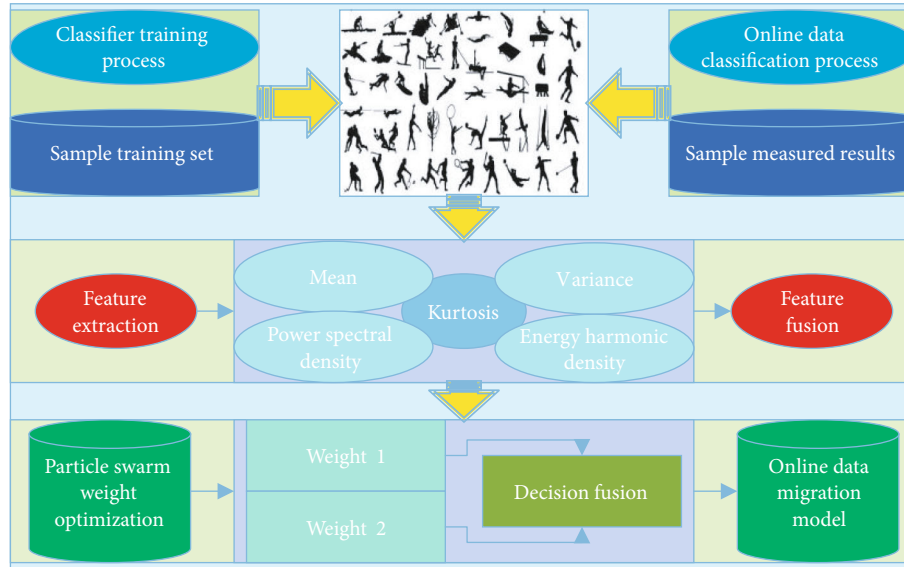 Classifier training
process
Online data
classification process
Sample training set
Sample measured results
Mean
Variance
Feature
extraction
Kurtosis
Feature
fusion
Power spectral
density
Energy harmonic
density
Particle swarm
weight
optimization
Weight 1
Weight 2
Decision fusion
Online data
migration
model